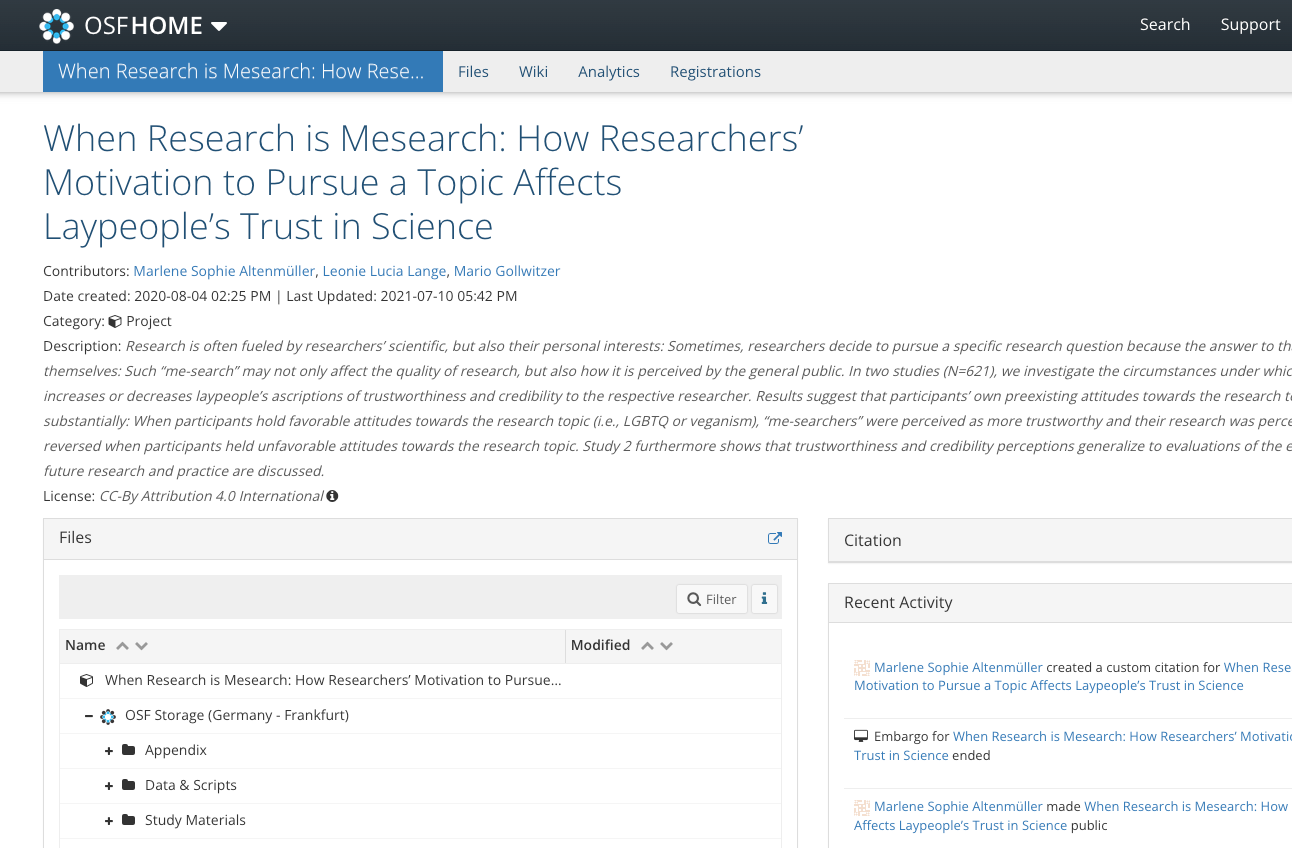 OSFHOME
Search
Support
When Research is Mesearch: How Rese...
Files
Wiki
Analytics
Registrations
When Research is Mesearch: How Researchers’
Motivation to Pursue a Topic Affects
Laypeople’s Trust in Science
Contributors: Marlene Sophie Altenmüller, Leonie Lucia Lange, Mario Gollwitzer
Date created: 2020-08-04 02:25 PM | Last Updated: 2021-07-10 05:42 PM
Category: Project
Description: Research is often fueled by researchers’ scientific, but also their personal interests: Sometimes, researchers decide to pursue a specific research question because the answer to
themselves: Such “me-search” may not only affect the quality of research, but also how it is perceived by the general public. In two studies (N=621), we investigate the circumstances under
increases or decreases laypeople’s ascriptions of trustworthiness and credibility to the respective researcher. Results suggest that participants’ own preexisting attitudes towards the research
substantially: When participants hold favorable attitudes towards the research topic (i.e., LGBTQ or veganism), “me-searchers” were perceived as more trustworthy and their research was
reversed when participants held unfavorable attitudes towards the research topic. Study 2 furthermore shows that trustworthiness and credibility perceptions generalize to evaluations of the
future research and practice are discussed.
License: CC-By Attribution 4.0 International
Files
Filter
Name
Modified
When Research is Mesearch: How Researchers’ Motivation to Pursue...
OSF Storage (Germany - Frankfurt)
Appendix
Data & Scripts
Study Materials
Citation
Recent Activity
Marlene Sophie Altenmüller created a custom citation for When
Motivation to Pursue a Topic Affects Laypeople’s Trust in Science
Embargo for When Research is Mesearch: How Researchers’
Trust in Science ended
Marlene Sophie Altenmüller made When Research is Mesearch: How
Affects Laypeople’s Trust in Science public